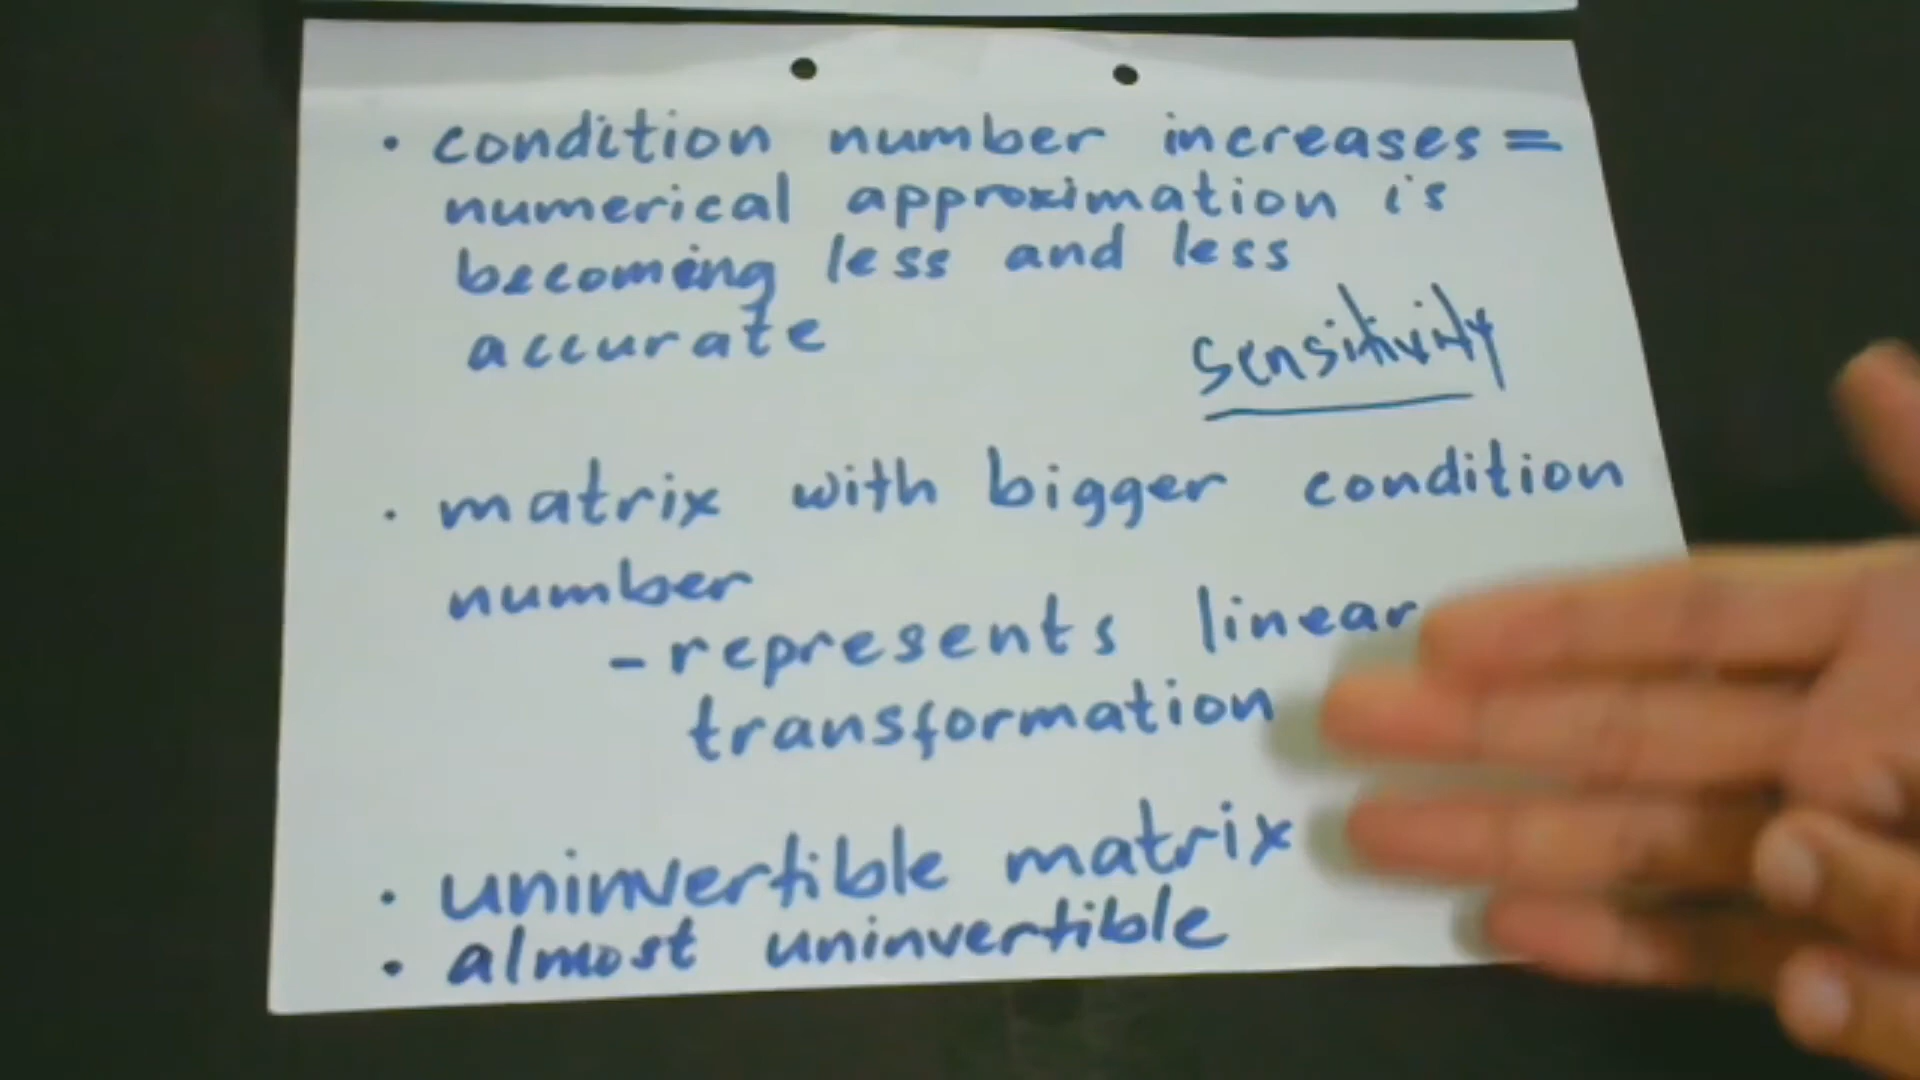 • condition number increases =
numerical approximation is
becoming less and less
accurate
sensitivity
• matrix with bigger condition
number
- represents linear
transformation
• uninvertible matrix
• almost uninvertible